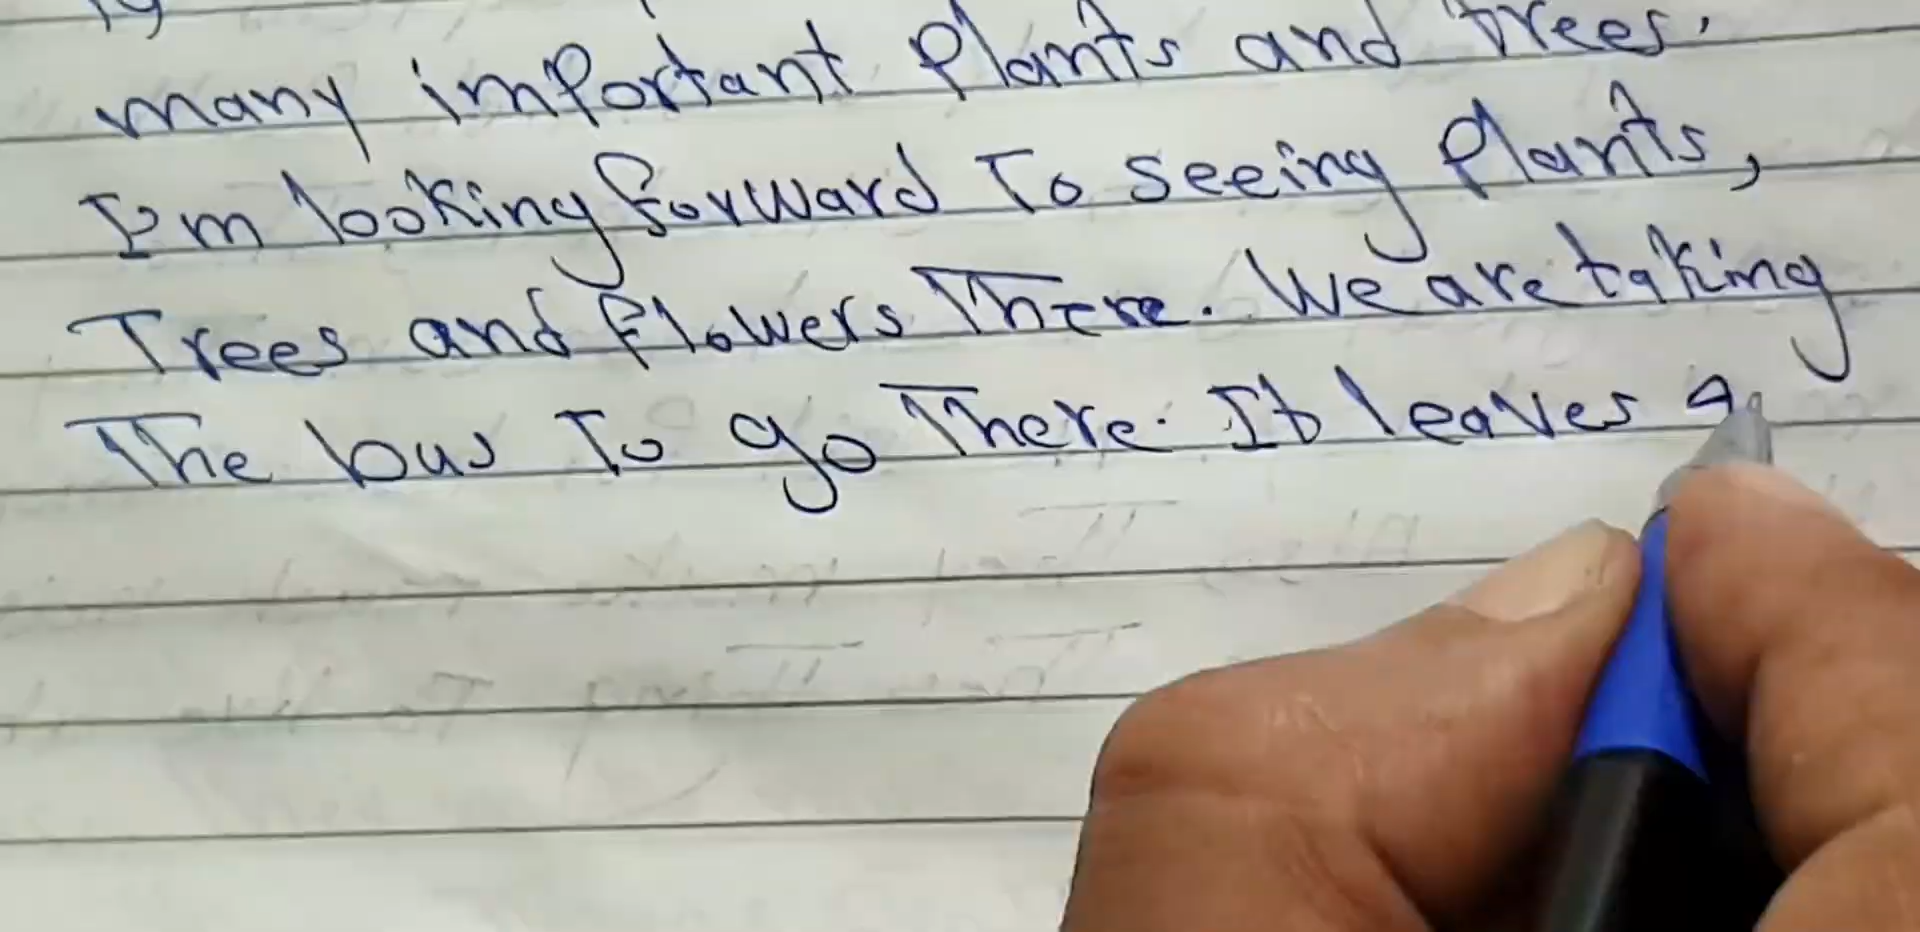 many important Plants and trees.
I'm looking forward To seeing Plants,
Trees and flowers There. We are taking
The bus To go There. It leaves a